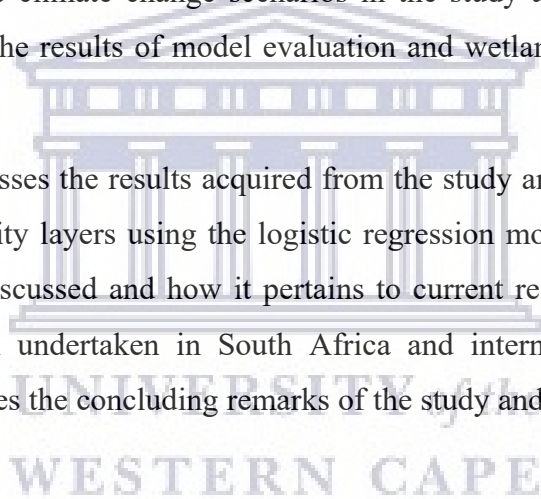 climate change scenarios in the study
he results of model evaluation and wetlan
sses the results acquired from the study an
ity layers using the logistic regression mo
scussed and how it pertains to current re
undertaken in South Africa and intern
es the concluding remarks of the study and
UNIVERSITY of the
WESTERN CAPE